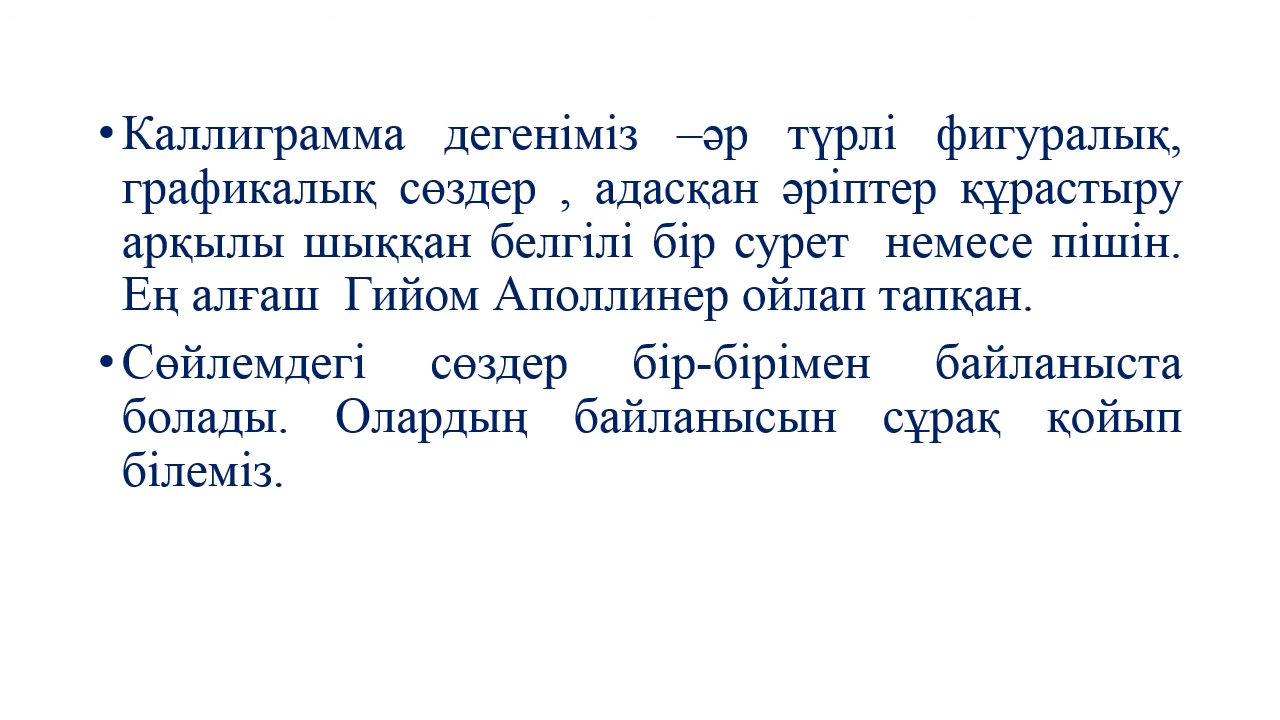 •Каллиграмма дегеніміз –әр түрлі фигуралық,
графикалық сөздер , адасқан әріптер құрастыру
арқылы шыққан белгілі бір сурет немесе пішін.
Ең алғаш Гийом Аполлинер ойлап тапқан.
•Сөйлемдегі сөздер бір-бірімен байланыста
болады. Олардың байланысын сұрақ қойып
білеміз.